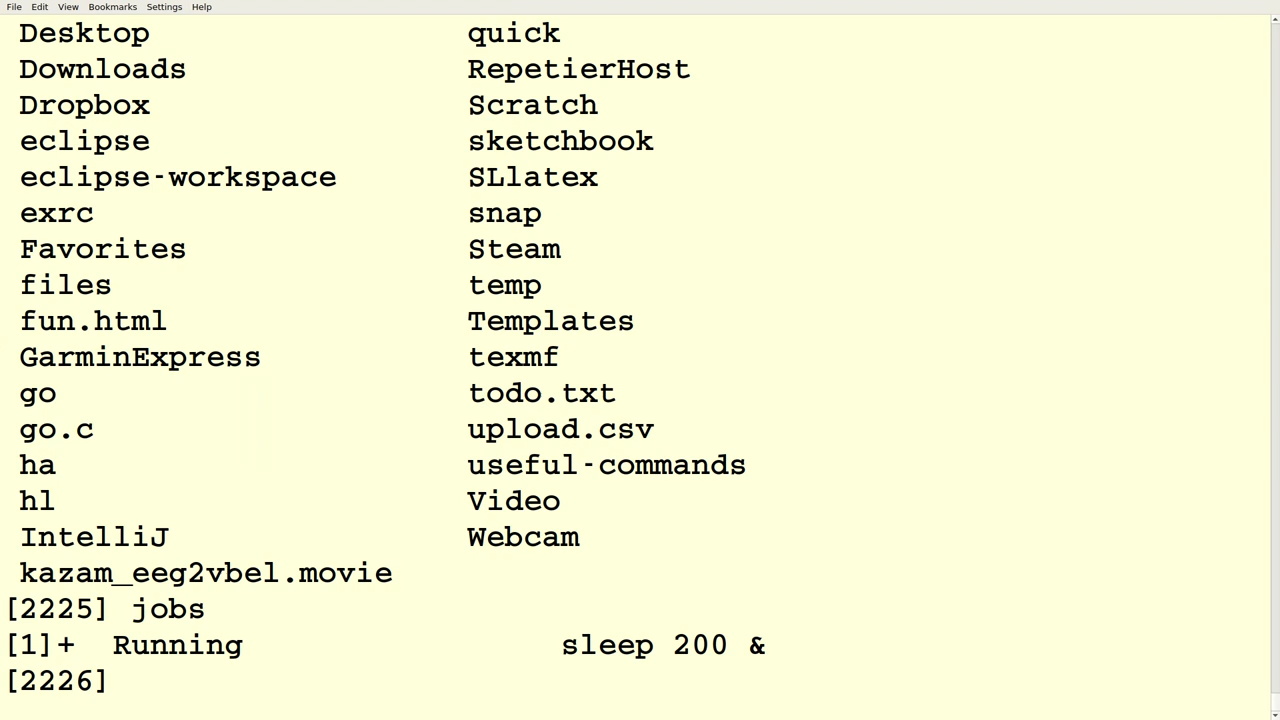 File Edit View Bookmarks Settings Help
Desktop quick
Downloads RepetierHost
Dropbox Scratch
eclipse sketchbook
eclipse-workspace SLlatex
exrc snap
Favorites Steam
files temp
fun.html Templates
GarminExpress texmf
go todo.txt
go.c upload.csv
ha useful-commands
hl Video
IntelliJ Webcam
kazam_eeg2vbel.movie
[2225] jobs
[1]+ Running sleep 200 &
[2226]